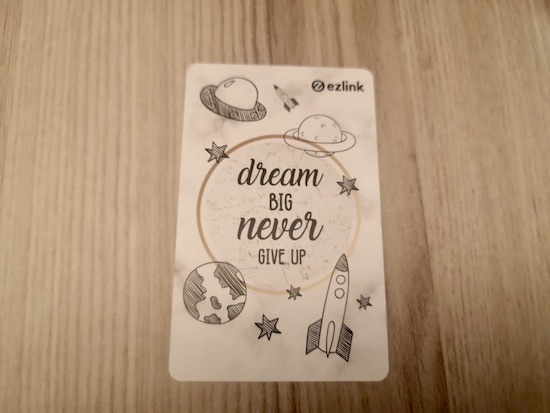 ezlink
dream
BIG
never
GIVE UP